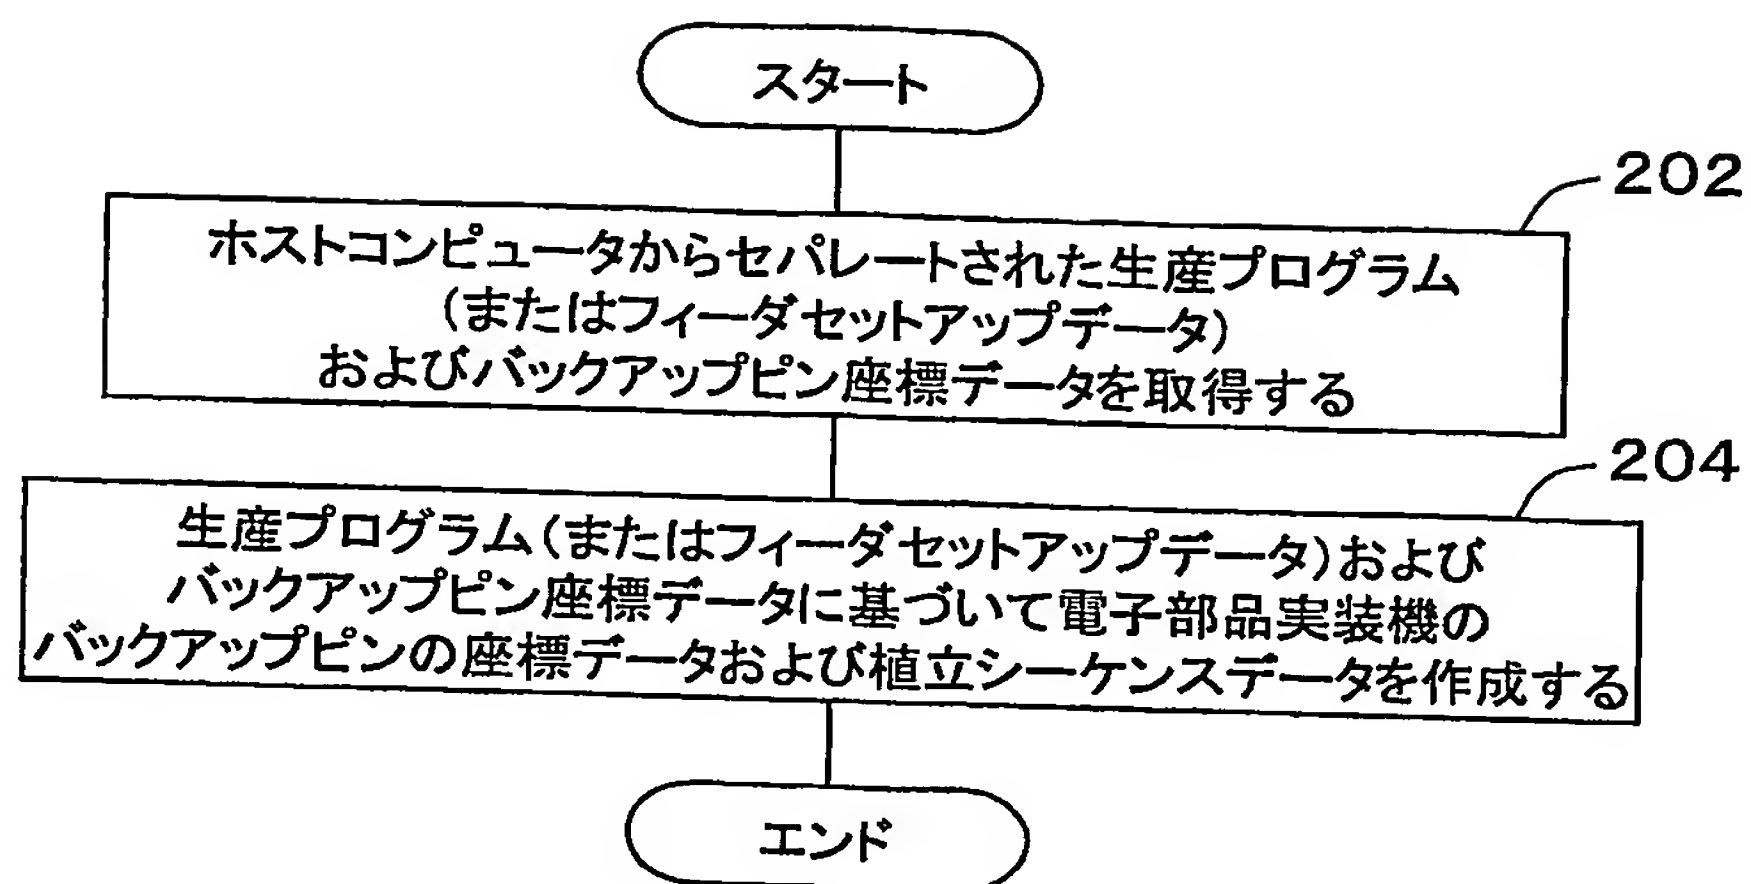 スタート
202
ホストコンピュータからセパレートされた生産プログラム
(またはフィーダセットアップデータ)
およびバックアップピン座標データを取得する
204
生産プログラム(またはフィーダセットアップデータ)および
バックアップピン座標データに基づいて電子部品実装機の
バックアップピンの座標データおよび植立シーケンスデータを作成する
エンド